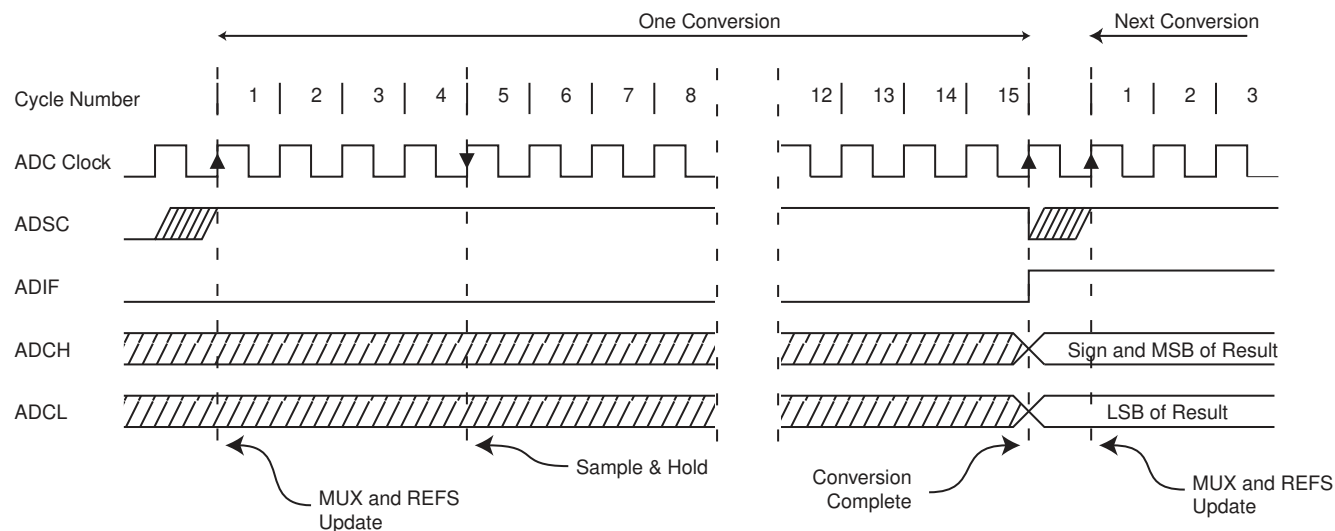 One Conversion
Next Conversion
Cycle Number 1 2 3 4 5 6 7 8 12 13 14 15 1 2 3
ADC Clock
ADSC
ADIF
ADCH
Sign and MSB of Result
ADCL
LSB of Result
MUX and REFS
Update
Sample & Hold
Conversion
Complete
MUX and REFS
Update